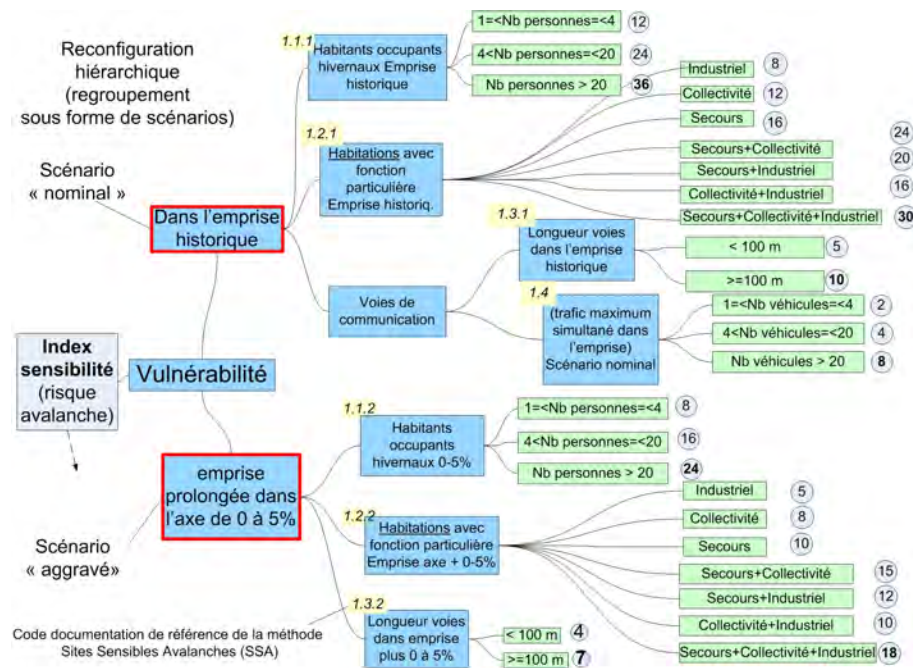 Reconfiguration
hiérarchique
(regroupement
sous forme de scénarios)
Scénario
« nominal »
Dans l'emprise
historique
1.1.1
Habitants occupants
hivernaux Emprise
historique
1=<Nb personnes=<4
12
4<Nb personnes=<20
24
Nb personnes > 20
36
1.2.1
Habitations avec
fonction
particulière
Emprise historiq.
Industriel
8
Collectivité
12
Secours
16
Secours+Collectivité
24
Secours+Industriel
20
Collectivité+Industriel
16
Secours+Collectivité+Industriel
30
Voies de
communication
1.3.1
Longueur voies
dans l'emprise
historique
< 100 m
5
>=100 m
10
1.4
(trafic maximum
simultané dans
l'emprise)
Scénario nominal
1=<Nb véhicules=<4
2
4<Nb véhicules=<20
4
Nb véhicules > 20
8
Index
sensibilité
(risque
avalanche)
Vulnérabilité
emprise
prolongée dans
l'axe de 0 à 5%
Scénario
« aggravé»
1.1.2
Habitants
occupants
hivernaux 0-5%
1=<Nb personnes=<4
8
4<Nb personnes=<20
16
Nb personnes > 20
24
1.2.2
Habitations avec
fonction particulière
Emprise axe + 0-5%
Industriel
5
Collectivité
8
Secours
10
Secours+Collectivité
15
Secours+Industriel
12
Collectivité+Industriel
10
Secours+Collectivité+Industriel
18
1.3.2
Longueur voies
dans emprise
plus 0 à 5%
< 100 m
4
>=100 m
7
Code documentation de référence de la méthode
Sites Sensibles Avalanches (SSA)